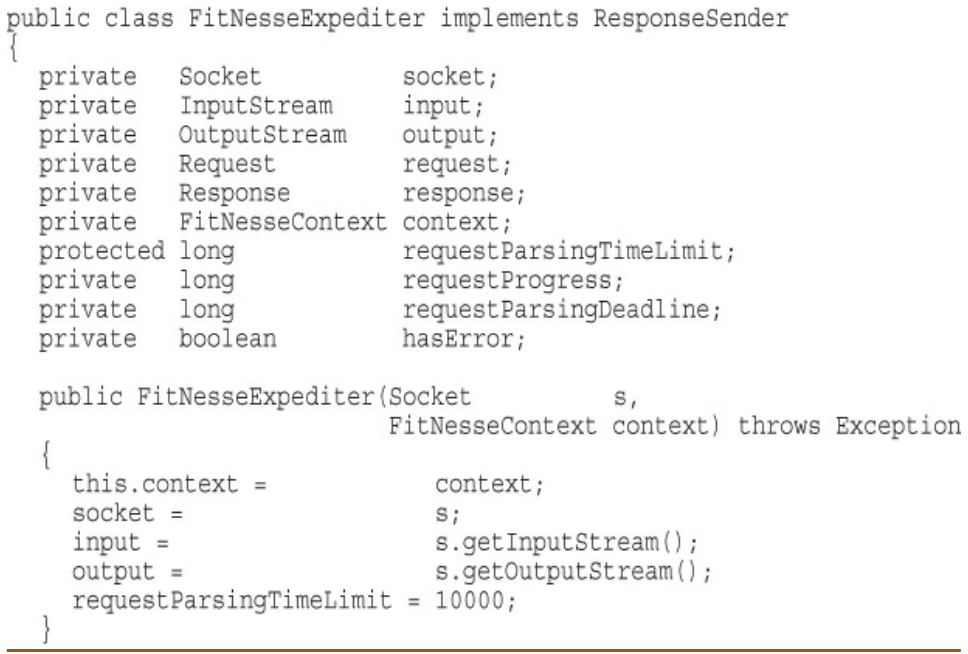 public class FitNesseExpediter implements ResponseSender
{
  private   Socket          socket;
  private   InputStream     input;
  private   OutputStream    output;
  private   Request         request;
  private   Response        response;
  private   FitNesseContext context;
  protected long            requestParsingTimeLimit;
  private   long            requestProgress;
  private   long            requestParsingDeadline;
  private   boolean         hasError;

  public FitNesseExpediter(Socket          s,
                           FitNesseContext context) throws Exception
  {
    this.context =            context;
    socket =                  s;
    input =                   s.getInputStream();
    output =                  s.getOutputStream();
    requestParsingTimeLimit = 10000;
  }